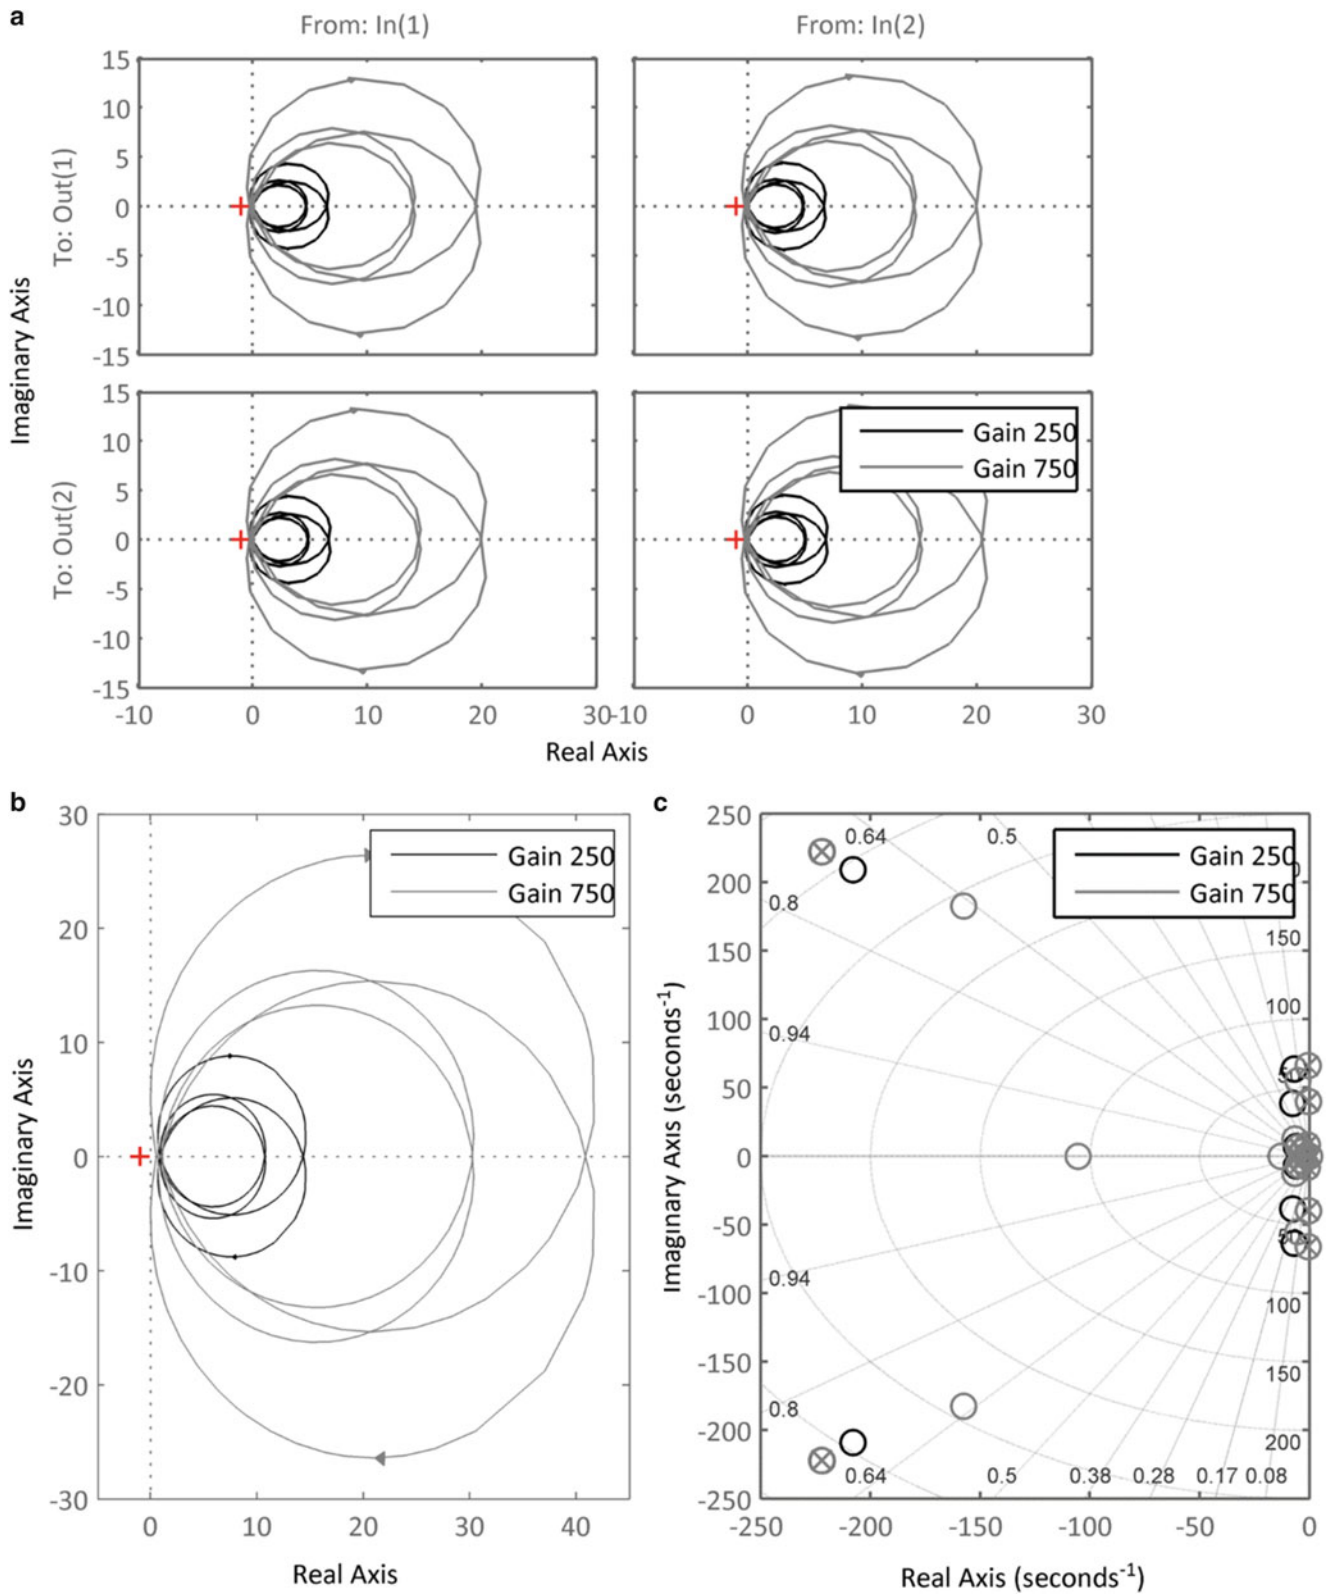 a
From: In(1) From: In(2)
Imaginary Axis
To: Out(1)
15
10
5
0
-5
-10
-15
To: Out(2)
15
10
5
0
-5
-10
-15
Gain 250
Gain 750
-10 0 10 20 30 -10 0 10 20 30
Real Axis
b
Imaginary Axis
30
20
10
0
-10
-20
-30
Gain 250
Gain 750
0 10 20 30 40
Real Axis
c
Imaginary Axis (seconds-1)
250
200
150
100
50
0
-50
-100
-150
-200
-250
0.64 0.5
Gain 250
Gain 750
0.8
150
0.94
100
0.94
100
150
0.8
200
0.64 0.5 0.38 0.28 0.17 0.08
-250 -200 -150 -100 -50 0
Real Axis (seconds-1)